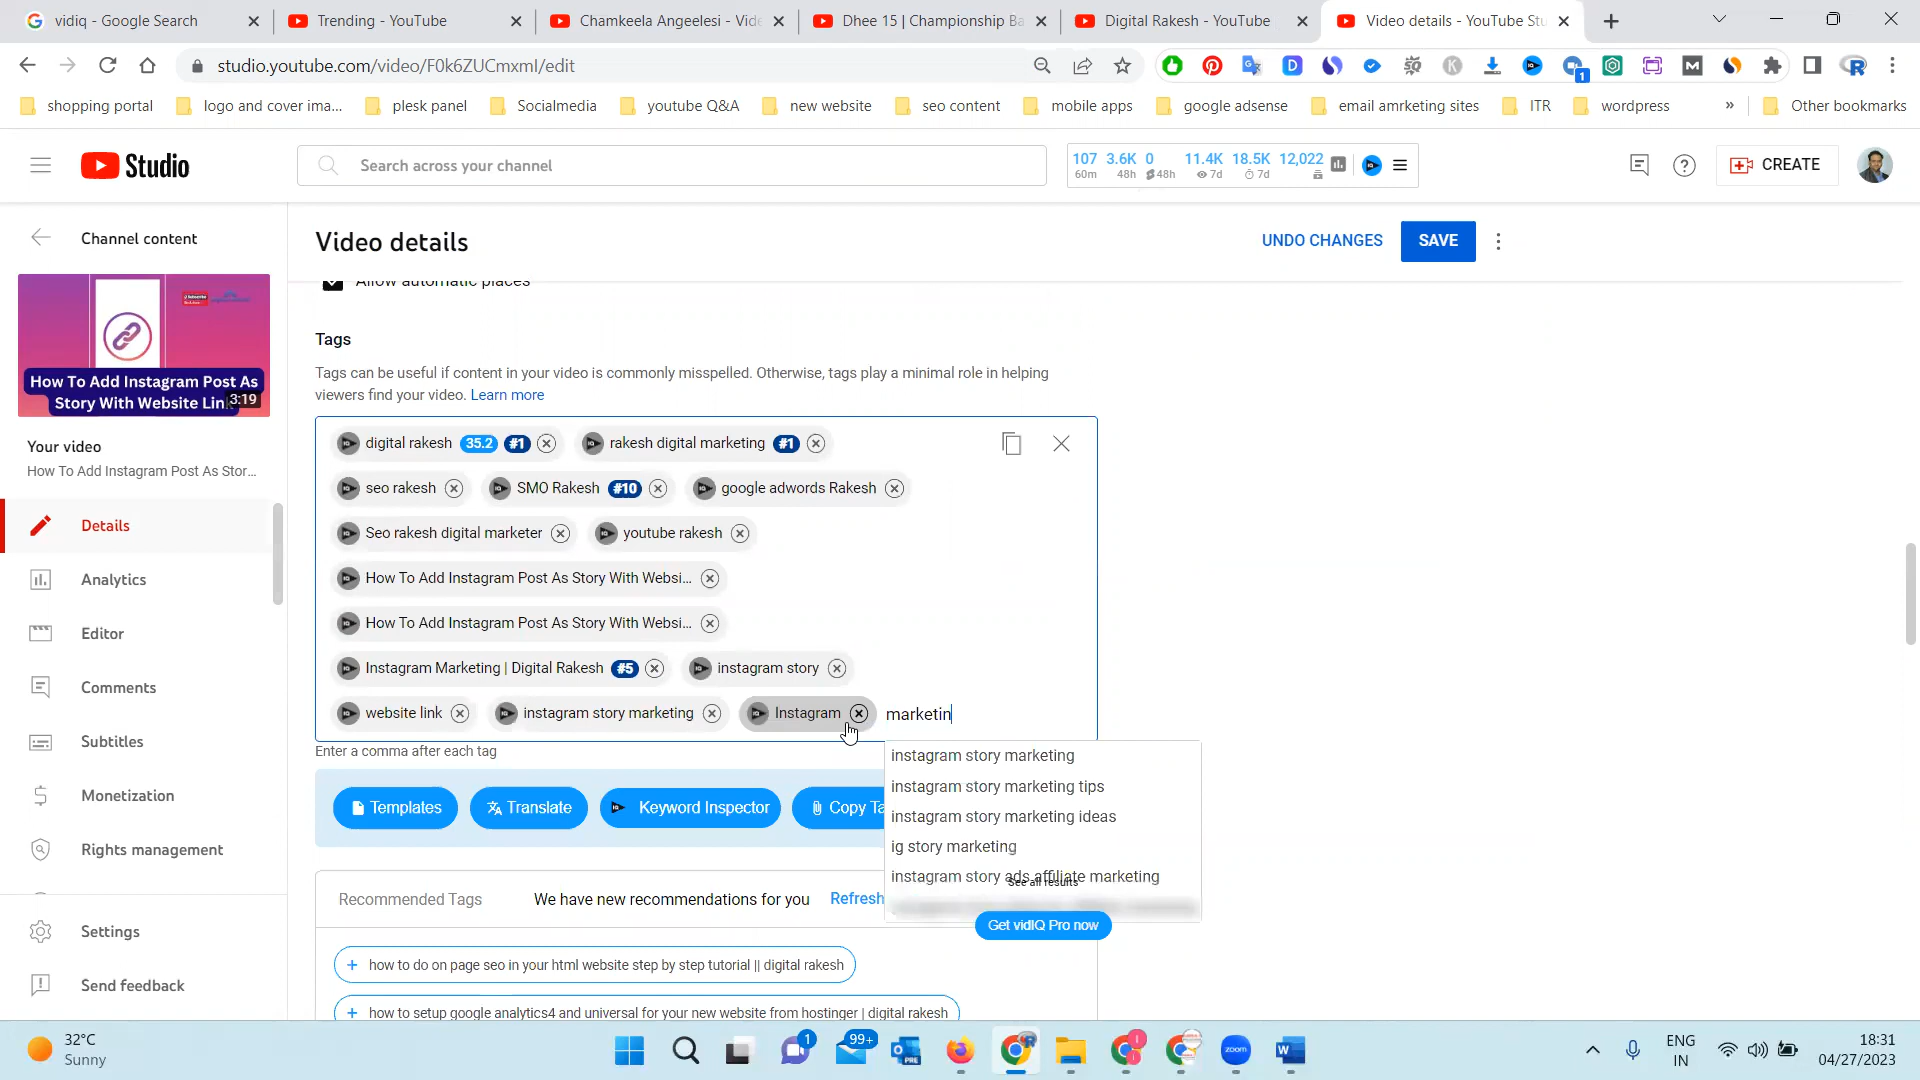 vidiq - Google Search
Trending - YouTube
Chamkeela Angeelesi - Vide
Dhee 15 | Championship Ba
Digital Rakesh - YouTube
Video details - YouTube Stu
studio.youtube.com/video/F0k6ZUCmxmI/edit
shopping portal
logo and cover ima...
plesk panel
Socialmedia
youtube Q&A
new website
seo content
mobile apps
google adsense
email amrketing sites
ITR
wordpress
»
Other bookmarks
Studio
Search across your channel
107 3.6K 0 11.4K 18.5K 12,022
60m 48h 48h 7d 7d
CREATE
Channel content
Video details
UNDO CHANGES
SAVE
Allow automatic places
How To Add Instagram Post As
Story With Website Link
3:19
Your video
How To Add Instagram Post As Stor...
Details
Analytics
Editor
Comments
Subtitles
Monetization
Rights management
Settings
Send feedback
Tags
Tags can be useful if content in your video is commonly misspelled. Otherwise, tags play a minimal role in helping
viewers find your video. Learn more
digital rakesh 35.2 #1
rakesh digital marketing #1
seo rakesh
SMO Rakesh #10
google adwords Rakesh
Seo rakesh digital marketer
youtube rakesh
How To Add Instagram Post As Story With Websi...
How To Add Instagram Post As Story With Websi...
Instagram Marketing | Digital Rakesh #5
instagram story
website link
instagram story marketing
Instagram
marketin
Enter a comma after each tag
instagram story marketing
instagram story marketing tips
instagram story marketing ideas
ig story marketing
instagram story ads affiliate marketing
See all results
Get vidIQ Pro now
Templates
Translate
Keyword Inspector
Copy Ta
Recommended Tags
We have new recommendations for you
Refresh
+ how to do on page seo in your html website step by step tutorial || digital rakesh
+ how to setup google analytics4 and universal for your new website from hostinger | digital rakesh
32°C
Sunny
1
99+
zoom
ENG
IN
18:31
04/27/2023